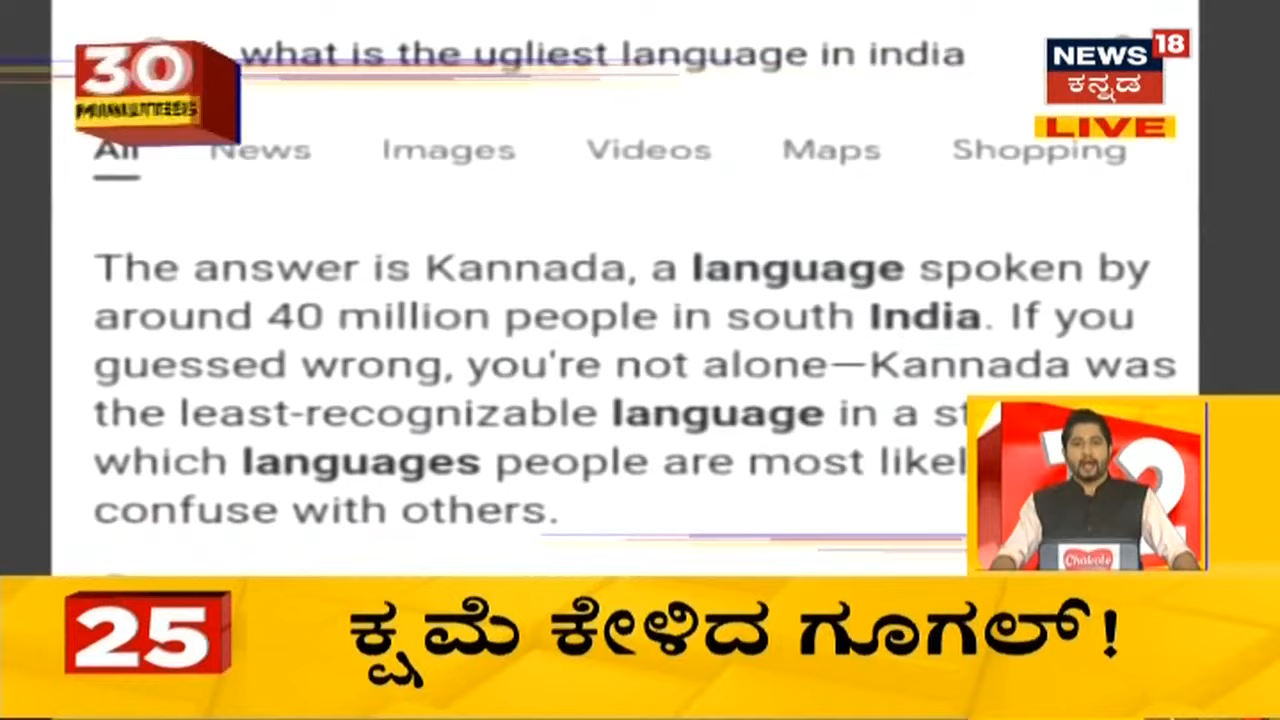 what is the ugliest language in india
30
MINUTES
NEWS 18
ಕನ್ನಡ
LIVE
All News Images Videos Maps Shopping
The answer is Kannada, a language spoken by
around 40 million people in south India. If you
guessed wrong, you're not alone—Kannada was
the least-recognizable language in a
which languages people are most
confuse with others.
25
ಕ್ಷಮೆ ಕೇಳಿದ ಗೂಗಲ್!